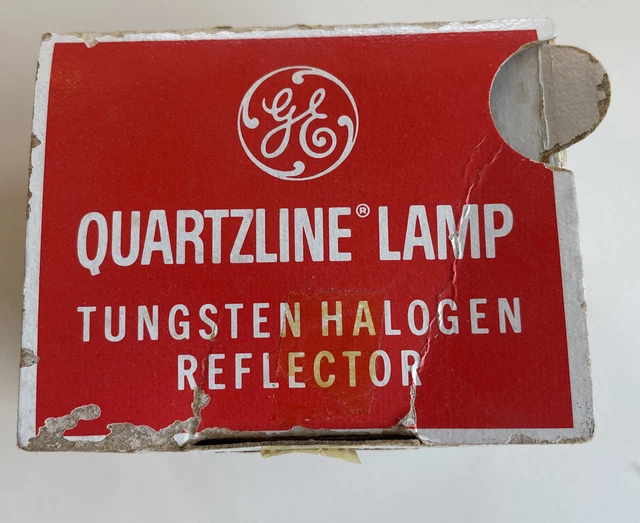 GE
QUARTZLINE® LAMP
TUNGSTEN HALOGEN
REFLECTOR